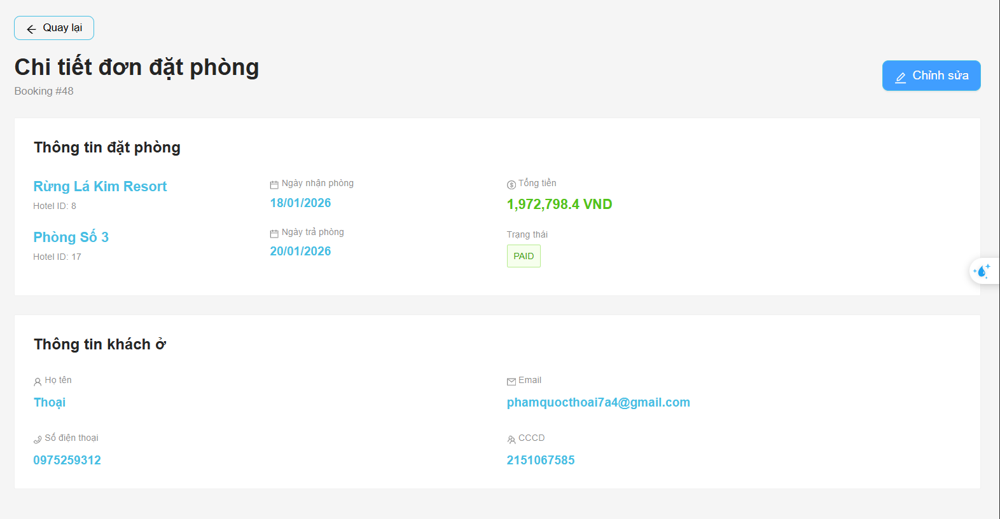 Quay lại
Chi tiết đơn đặt phòng
Booking #48
Chỉnh sửa
Thông tin đặt phòng
Rừng Lá Kim Resort
Hotel ID: 8
Phòng Số 3
Hotel ID: 17
Ngày nhận phòng
18/01/2026
Ngày trả phòng
20/01/2026
Tổng tiền
1,972,798.4 VND
Trạng thái
PAID
Thông tin khách ở
Họ tên
Thoại
Email
phamquocthoai7a4@gmail.com
Số điện thoại
0975259312
CCCD
2151067585